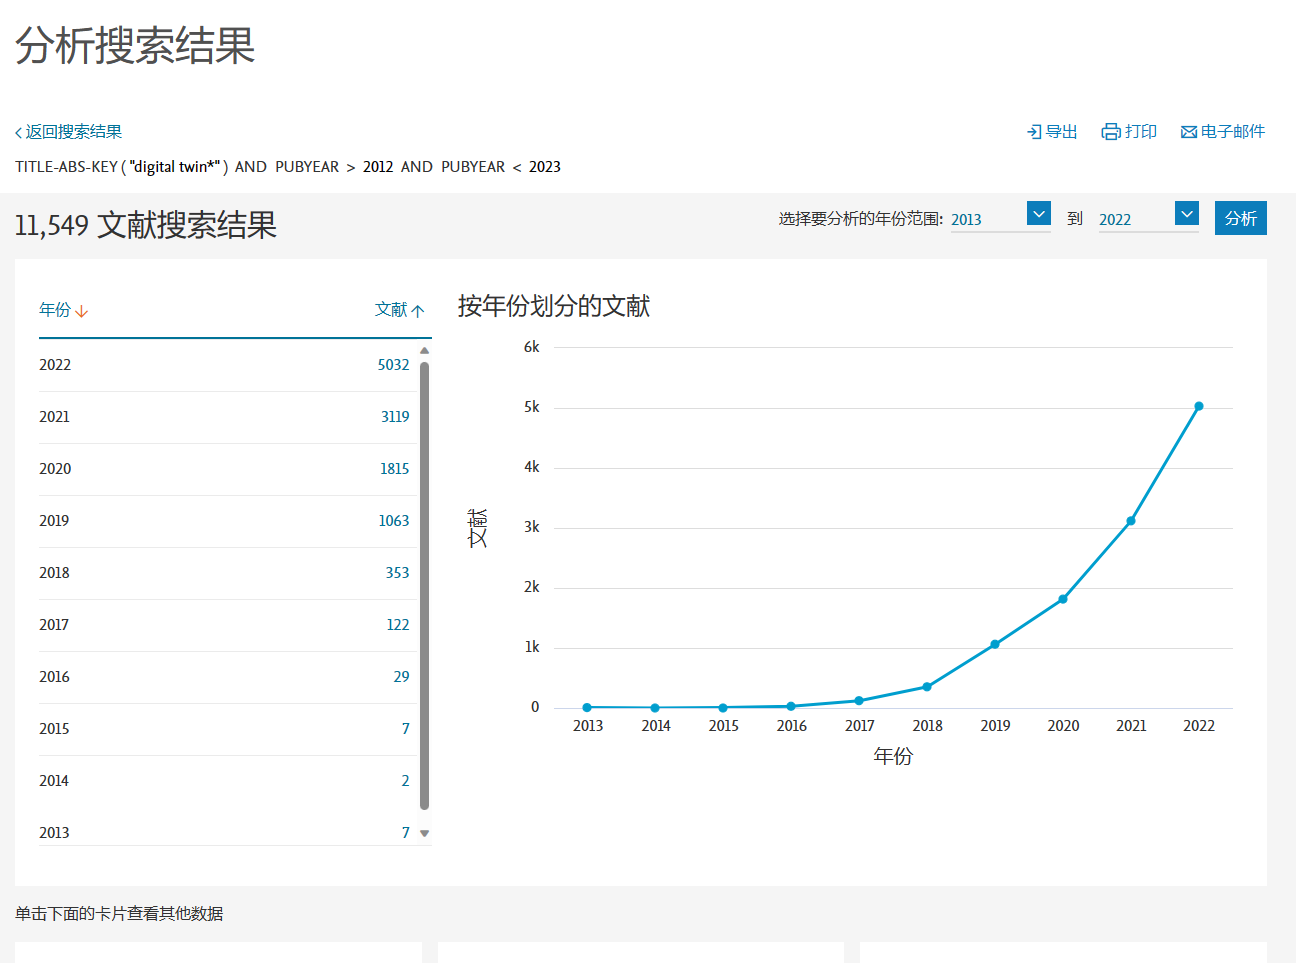 分析搜索结果
返回搜索结果
导出 打印 电子邮件
TITLE-ABS-KEY ( "digital twin*" ) AND PUBYEAR > 2012 AND PUBYEAR < 2023
11,549 文献搜索结果
选择要分析的年份范围: 2013 到 2022 分析
年份 文献
2022 5032
2021 3119
2020 1815
2019 1063
2018 353
2017 122
2016 29
2015 7
2014 2
2013 7
按年份划分的文献
6k
5k
4k
3k
2k
1k
0
文献
2013 2014 2015 2016 2017 2018 2019 2020 2021 2022
年份
单击下面的卡片查看其他数据